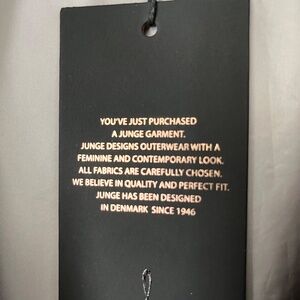 YOU'VE JUST PURCHASED
A JUNGE GARMENT.
JUNGE DESIGNS OUTERWEAR WITH A
FEMININE AND CONTEMPORARY LOOK.
ALL FABRICS ARE CAREFULLY CHOSEN.
WE BELIEVE IN QUALITY AND PERFECT FIT.
JUNGE HAS BEEN DESIGNED
IN DENMARK SINCE 1946